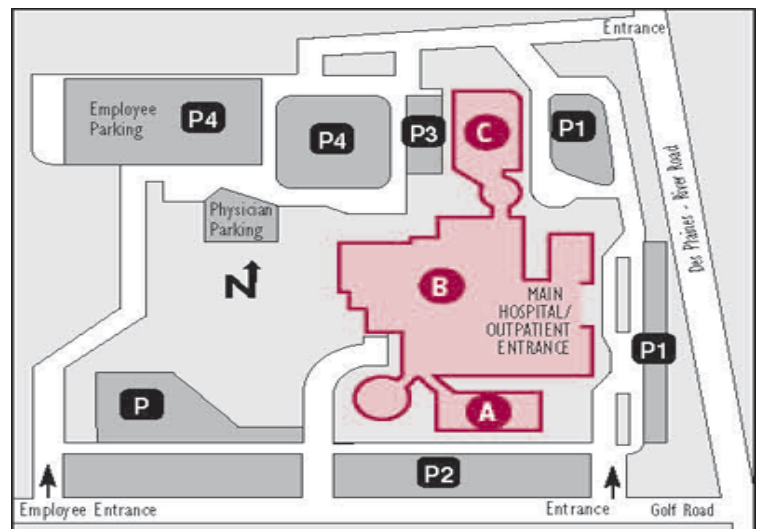 Entrance
Employee
Parking
P4
P4
P3
C
P1
Physician
Parking
Des Plaines - River Road
N
B
MAIN
HOSPITAL/
OUTPATIENT
ENTRANCE
P1
P
A
P2
Employee Entrance
Entrance
Golf Road